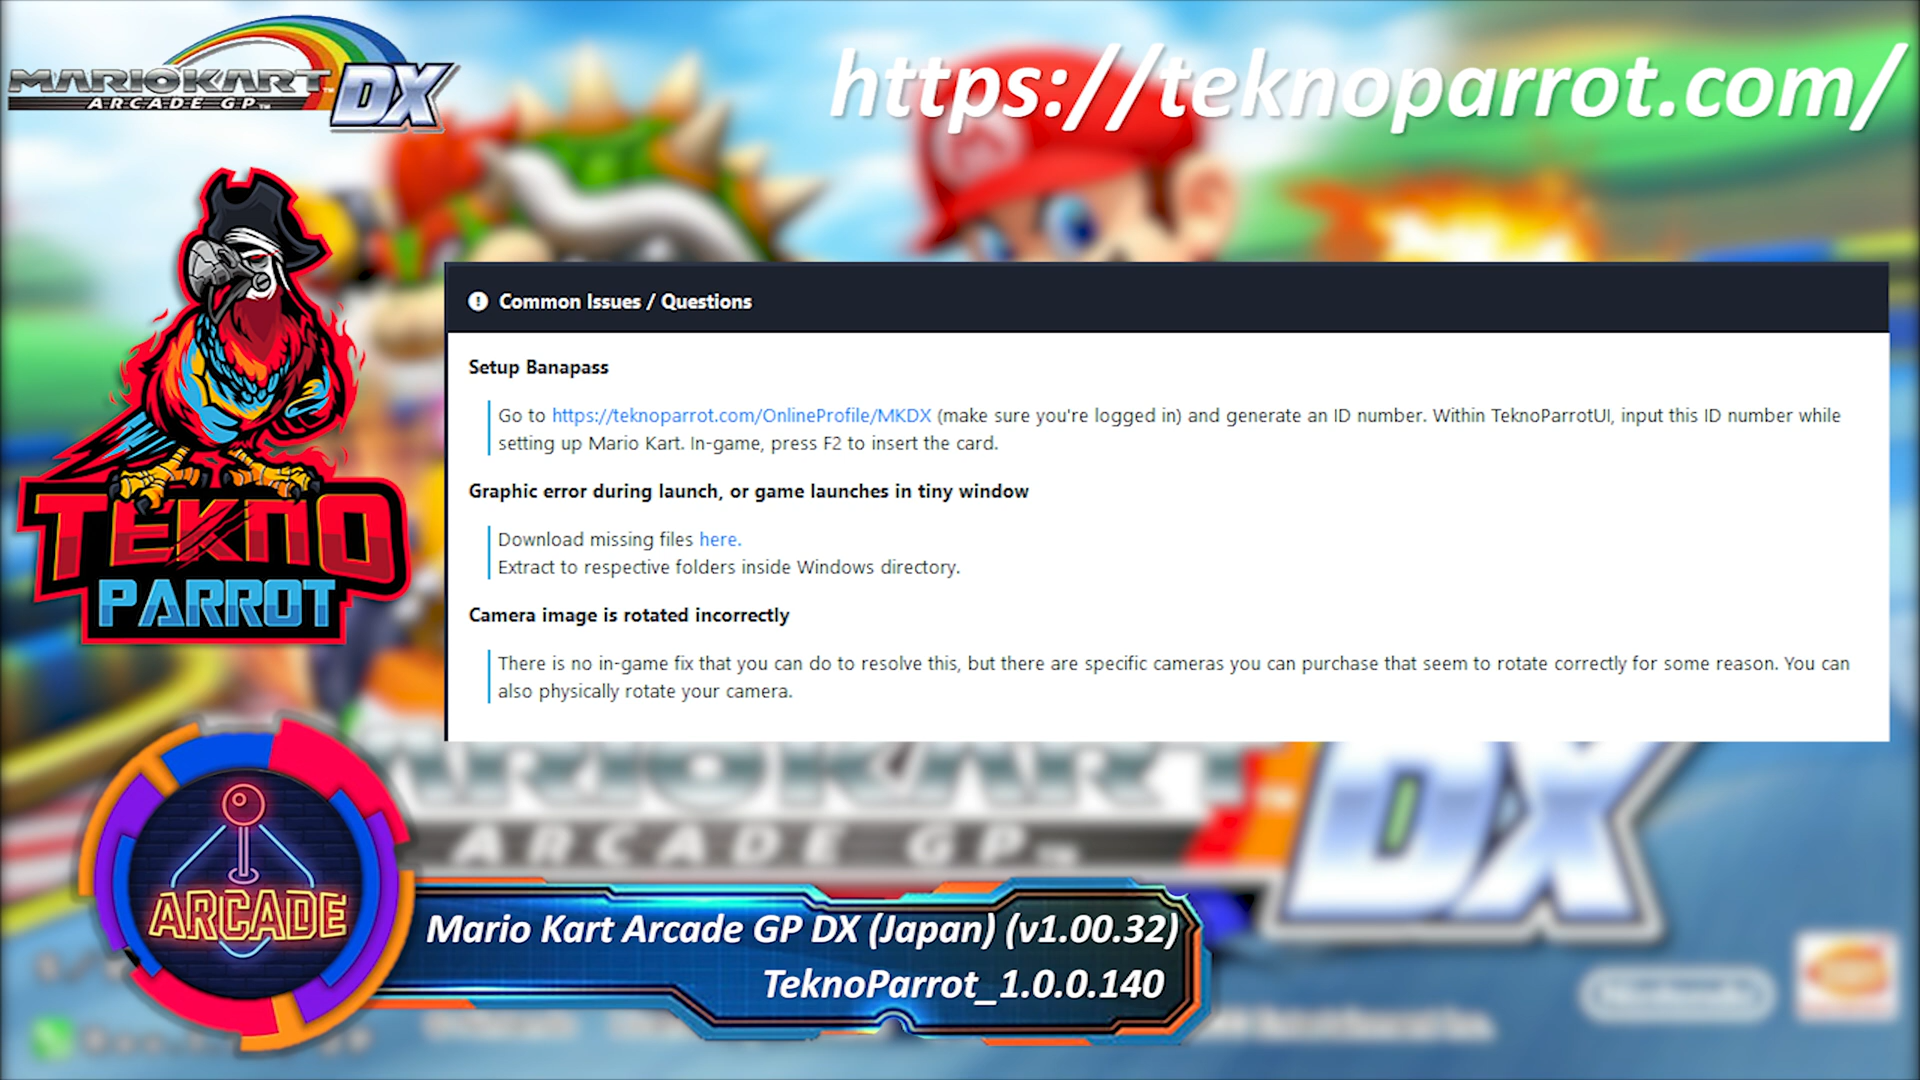 MARIOKART DX
ARCADE GP™
https://teknoparrot.com/
TEKNO
PARROT
Common Issues / Questions
Setup Banapass
Go to https://teknoparrot.com/OnlineProfile/MKDX (make sure you're logged in) and generate an ID number. Within TeknoParrotUI, input this ID number while
setting up Mario Kart. In-game, press F2 to insert the card.
Graphic error during launch, or game launches in tiny window
Download missing files here.
Extract to respective folders inside Windows directory.
Camera image is rotated incorrectly
There is no in-game fix that you can do to resolve this, but there are specific cameras you can purchase that seem to rotate correctly for some reason. You can
also physically rotate your camera.
ARCADE GP™
DX
ARCADE
Mario Kart Arcade GP DX (Japan) (v1.00.32)
TeknoParrot_1.0.0.140
Nintendo